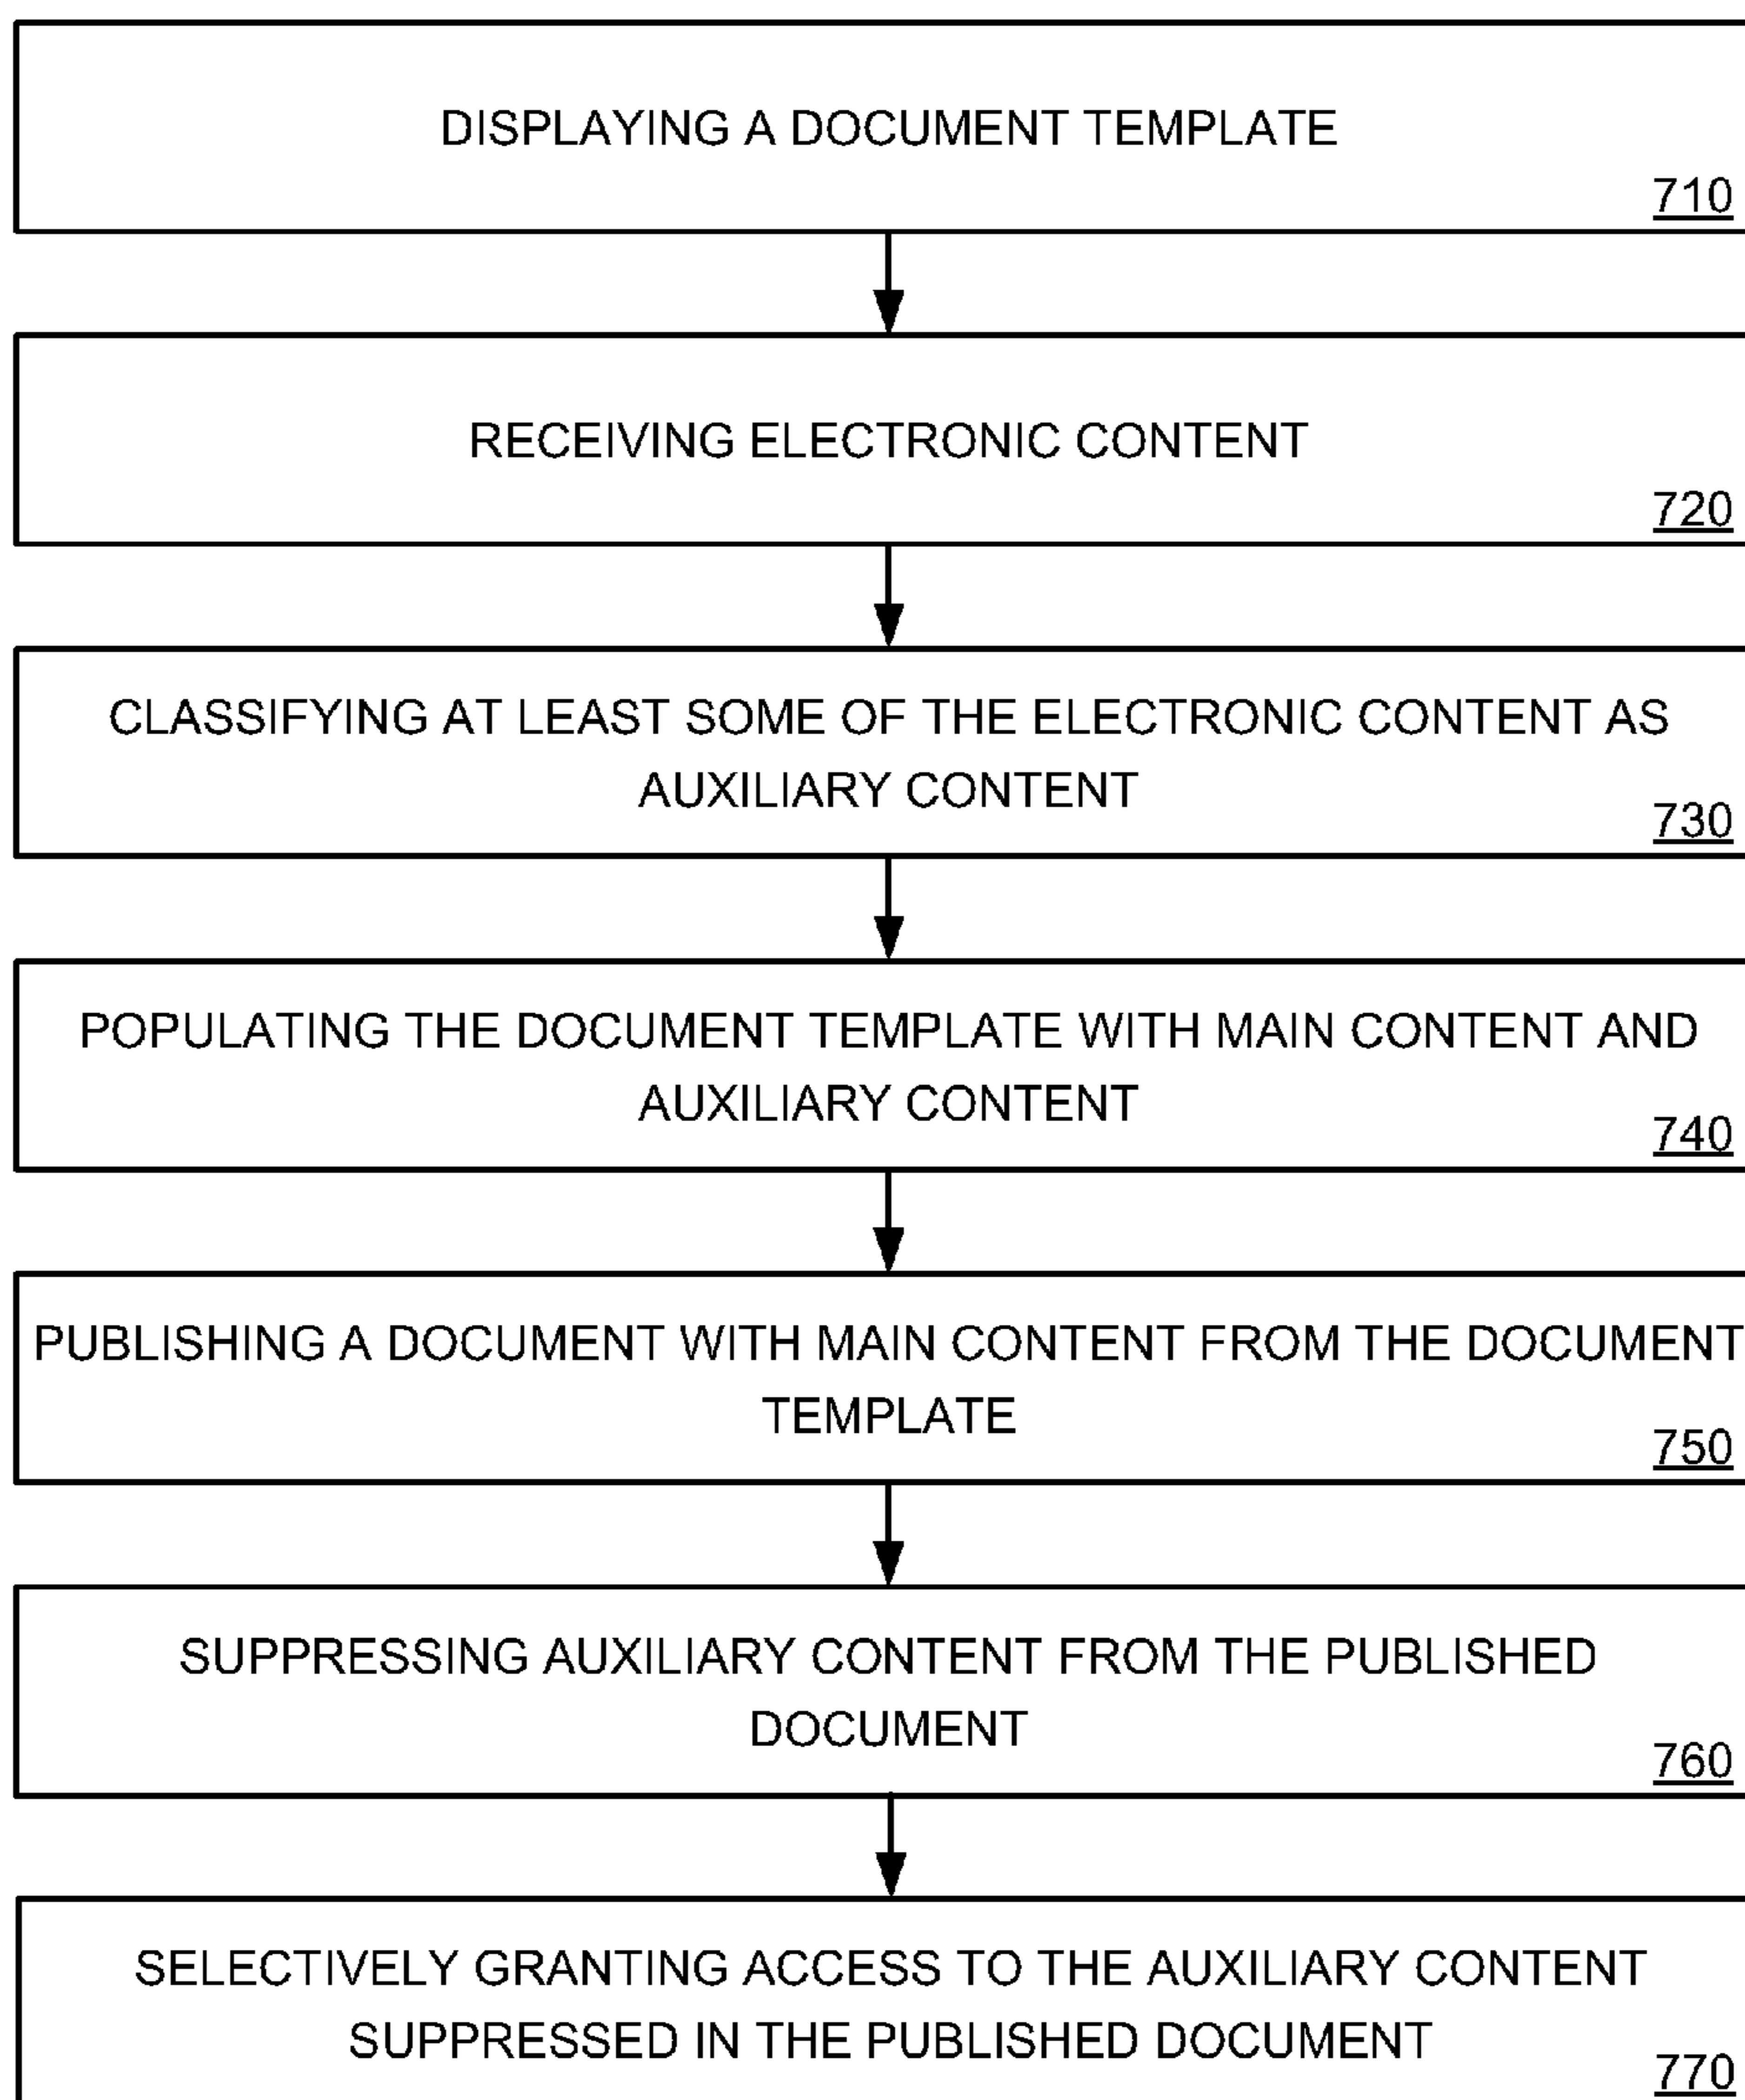 DISPLAYING A DOCUMENT TEMPLATE
710
RECEIVING ELECTRONIC CONTENT
720
CLASSIFYING AT LEAST SOME OF THE ELECTRONIC CONTENT AS
AUXILIARY CONTENT
730
POPULATING THE DOCUMENT TEMPLATE WITH MAIN CONTENT AND
AUXILIARY CONTENT
740
PUBLISHING A DOCUMENT WITH MAIN CONTENT FROM THE DOCUMENT
TEMPLATE
750
SUPPRESSING AUXILIARY CONTENT FROM THE PUBLISHED
DOCUMENT
760
SELECTIVELY GRANTING ACCESS TO THE AUXILIARY CONTENT
SUPPRESSED IN THE PUBLISHED DOCUMENT
770